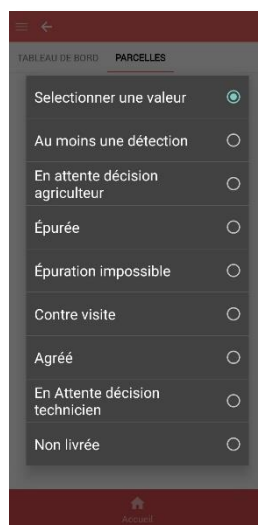 TABLEAU DE BORD PARCELLES
Selectionner une valeur
Au moins une détection
En attente décision
agriculteur
Épurée
Épuration impossible
Contre visite
Agréé
En Attente décision
technicien
Non livrée
Accueil